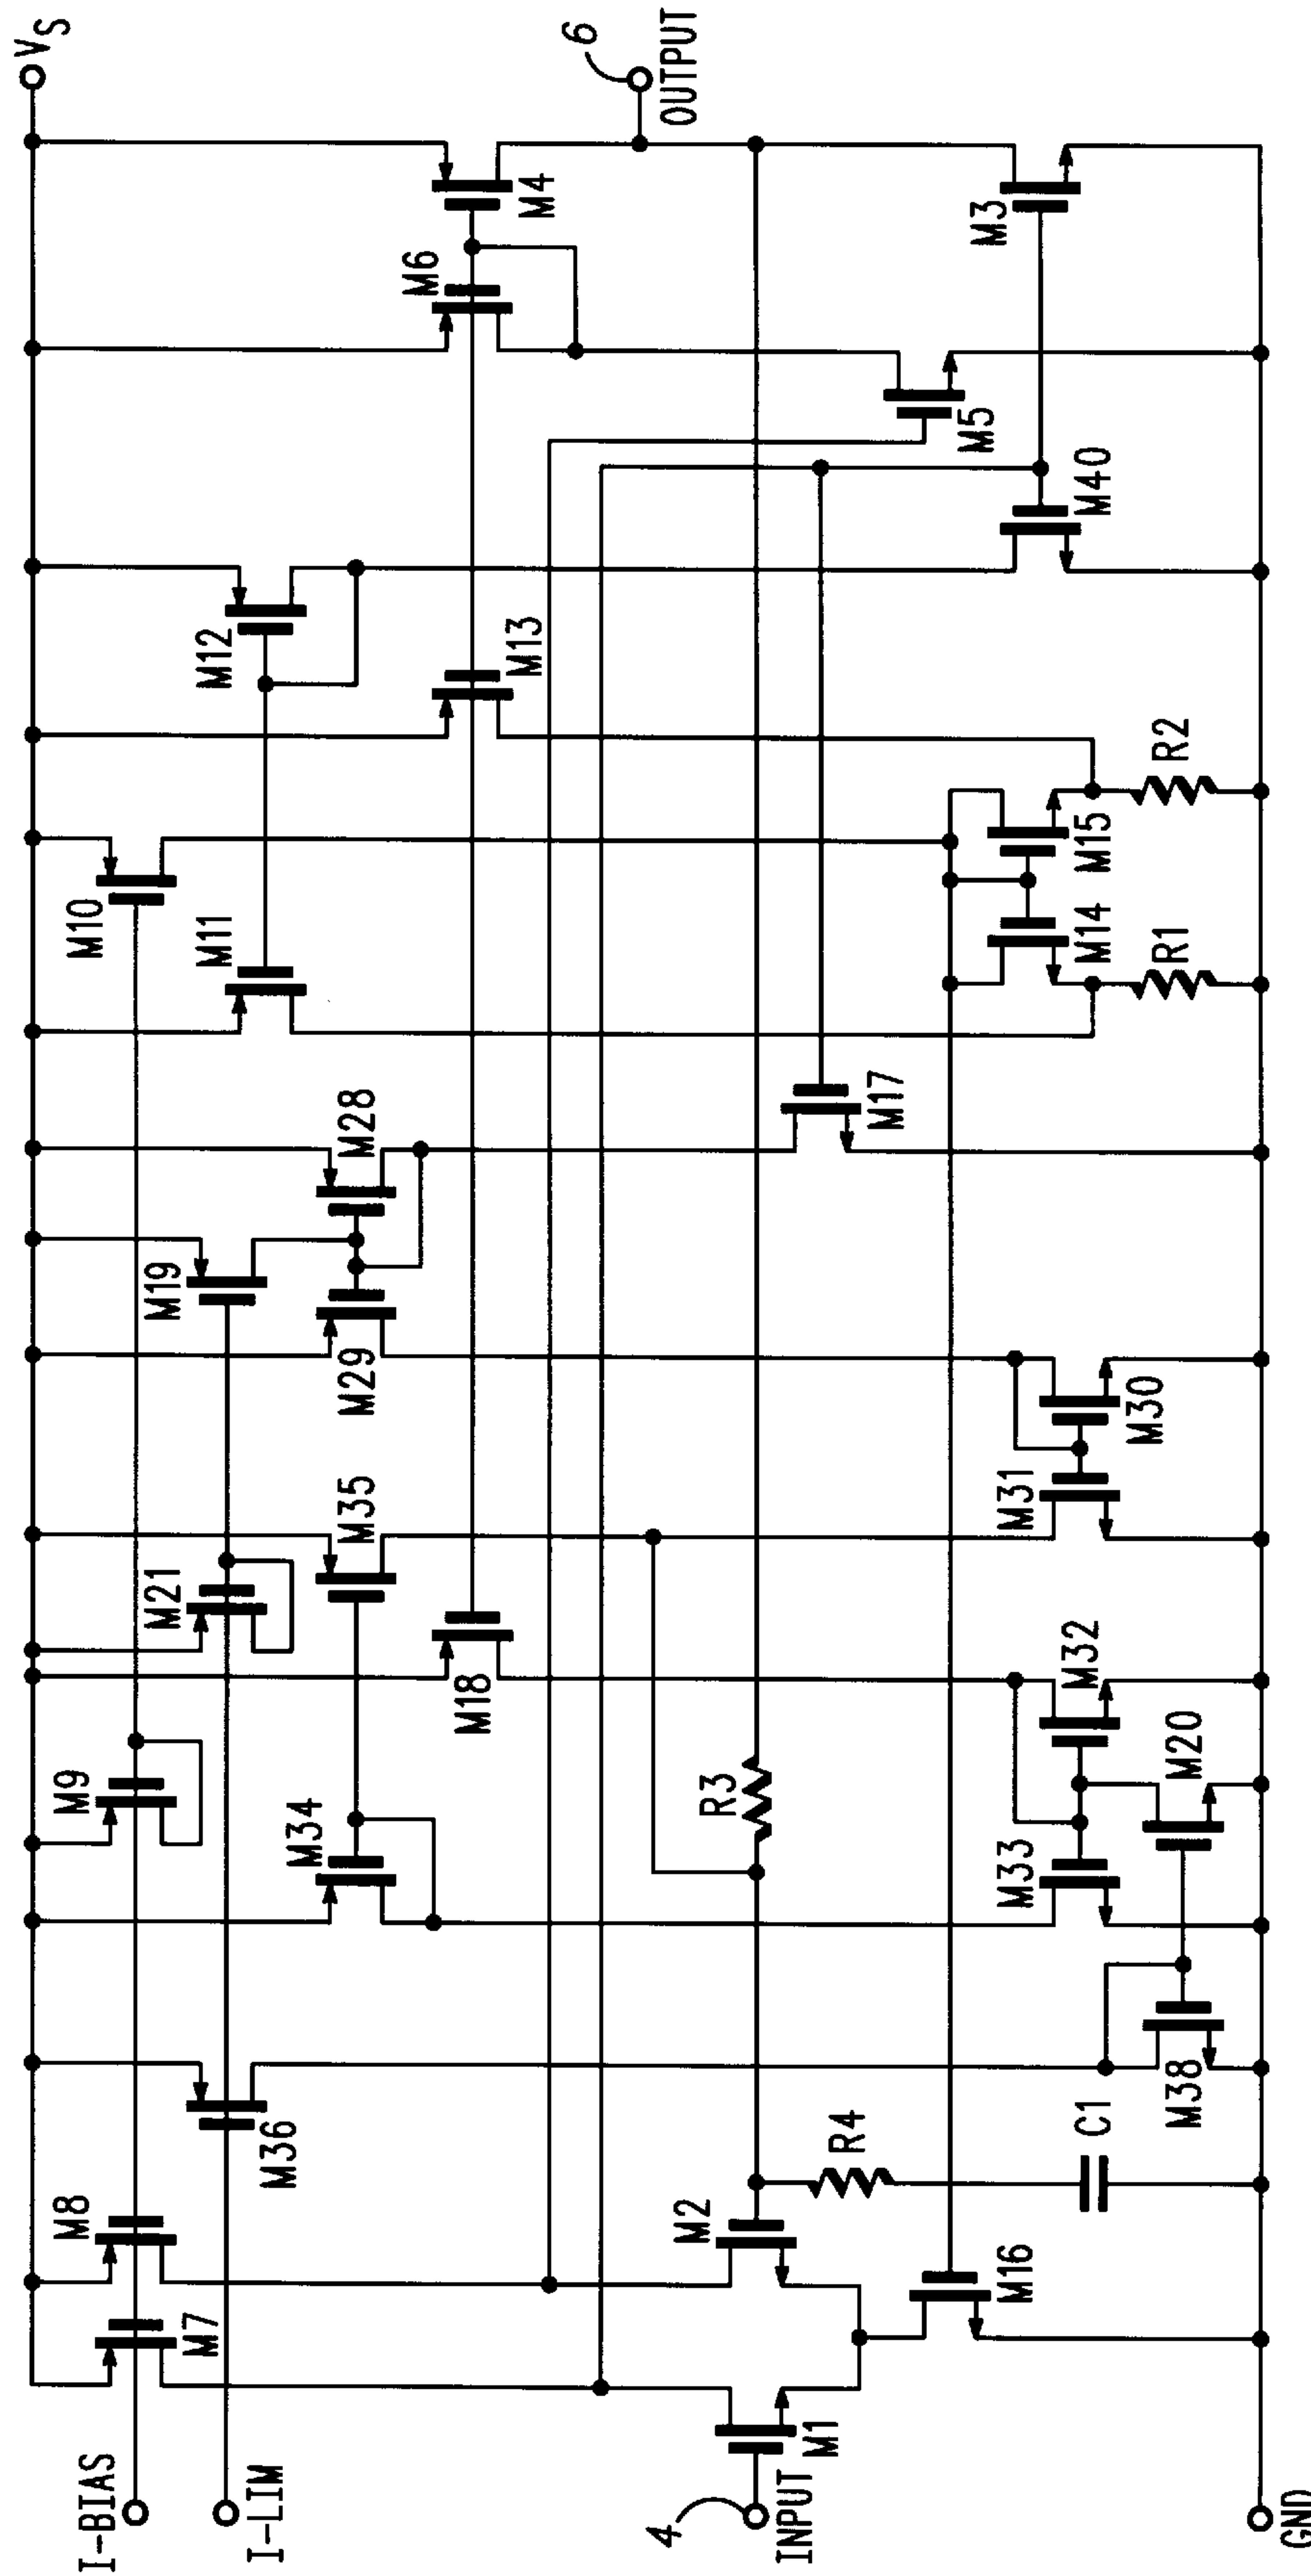 V_S
6
OUTPUT
M4
M6
M3
M5
M40
M12
M13
R2
M10
M11
M15
M14
R1
M28
M17
M19
M29
M30
M35
M31
M21
M18
M32
M9
R3
M20
M34
M33
M36
M38
C1
R4
M8
M2
M7
M16
M1
I-BIAS
I-LIM
4
INPUT
GND